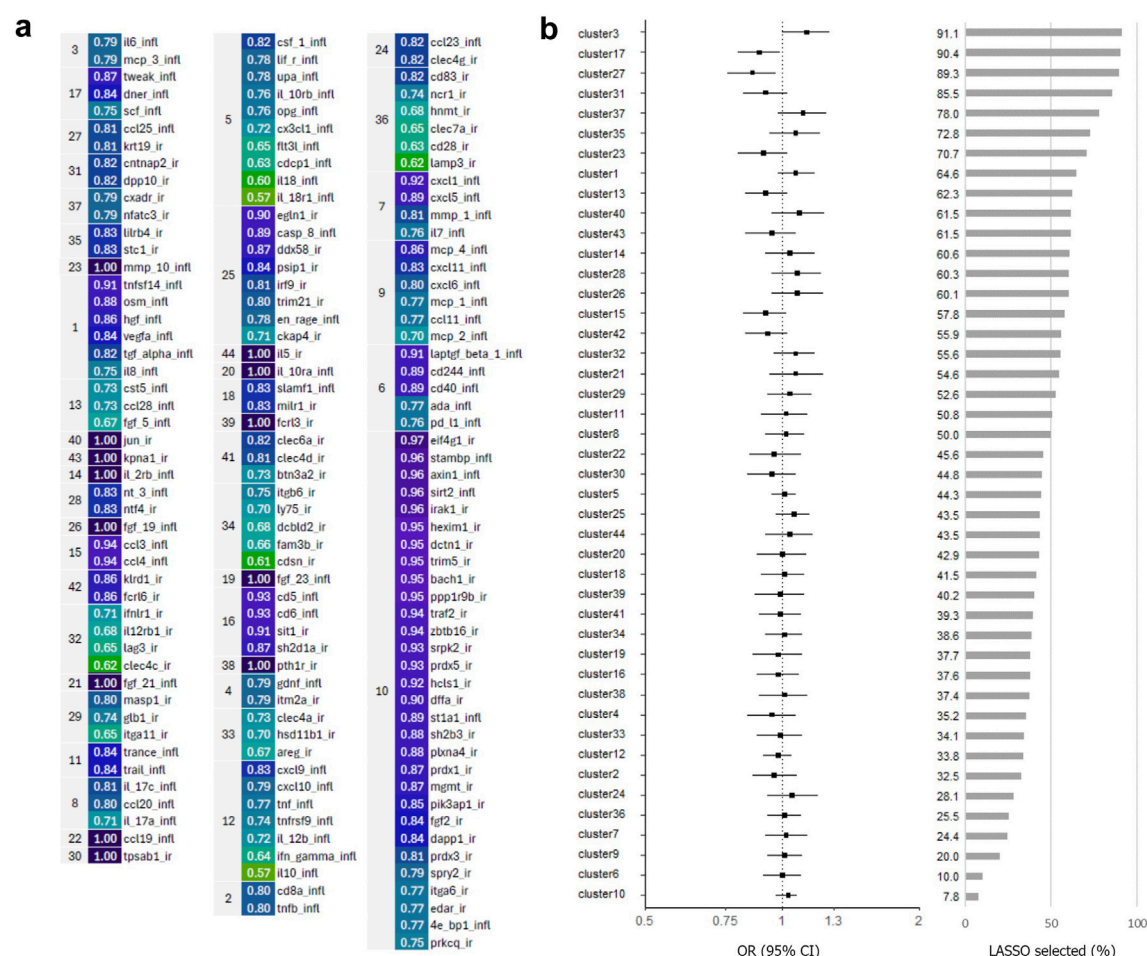 a
3
0.79 il6_infl
0.79 mcp_3_infl
17
0.87 tweak_infl
0.84 dner_infl
0.75 scf_infl
27
0.81 ccl25_infl
0.81 krt19_ir
31
0.82 cntnap2_ir
0.82 dpp10_ir
37
0.79 cxadr_ir
0.79 nfatc3_ir
35
0.83 lilrb4_ir
0.83 stc1_ir
23
1.00 mmp_10_infl
1
0.91 tnfsf14_infl
0.88 osm_infl
0.86 hgf_infl
0.84 vegfa_infl
0.82 tgf_alpha_infl
0.75 il8_infl
13
0.73 cst5_infl
0.73 ccl28_infl
0.67 fgf_5_infl
40
1.00 jun_ir
43
1.00 kpna1_ir
14
1.00 il_2rb_infl
28
0.83 nt_3_infl
0.83 ntf4_ir
26
1.00 fgf_19_infl
15
0.94 ccl3_infl
0.94 ccl4_infl
42
0.86 klrd1_ir
0.86 fcrl6_ir
32
0.71 ifnlr1_ir
0.68 il12rb1_ir
0.65 lag3_ir
0.62 clec4c_ir
21
1.00 fgf_21_infl
29
0.80 masp1_ir
0.74 glb1_ir
0.65 itga11_ir
11
0.84 trance_infl
0.84 trail_infl
8
0.81 il_17c_infl
0.80 ccl20_infl
0.71 il_17a_infl
22
1.00 ccl19_infl
30
1.00 tpsab1_ir
5
0.82 csf_1_infl
0.78 lif_r_infl
0.78 upa_infl
0.76 il_10rb_infl
0.76 opg_infl
0.72 cx3cl1_infl
0.65 flt3l_infl
0.63 cdcp1_infl
0.60 il18_infl
0.57 il_18r1_infl
25
0.90 egln1_ir
0.89 casp_8_infl
0.87 ddx58_ir
0.84 psip1_ir
0.81 irf9_ir
0.80 trim21_ir
0.78 en_rage_infl
0.71 ckap4_ir
44
1.00 il5_ir
20
1.00 il_10ra_infl
18
0.83 slamf1_infl
0.83 milr1_ir
39
1.00 fcrl3_ir
41
0.82 clec6a_ir
0.81 clec4d_ir
0.73 btn3a2_ir
34
0.75 itgb6_ir
0.70 ly75_ir
0.68 dcbld2_ir
0.66 fam3b_ir
0.61 cdsn_ir
19
1.00 fgf_23_infl
16
0.93 cd5_infl
0.93 cd6_infl
0.91 sit1_ir
0.87 sh2d1a_ir
38
1.00 pth1r_ir
4
0.79 gdnf_infl
0.79 itm2a_ir
33
0.73 clec4a_ir
0.70 hsd11b1_ir
0.67 areg_ir
12
0.83 cxcl9_infl
0.79 cxcl10_infl
0.77 tnf_infl
0.74 tnfrsf9_infl
0.72 il_12b_infl
0.64 ifn_gamma_infl
0.57 il10_infl
2
0.80 cd8a_infl
0.80 tnfb_infl
24
0.82 ccl23_infl
0.82 clec4g_ir
36
0.82 cd83_ir
0.74 ncr1_ir
0.68 hnmt_ir
0.65 clec7a_ir
0.63 cd28_ir
0.62 lamp3_ir
7
0.92 cxcl1_infl
0.89 cxcl5_infl
0.81 mmp_1_infl
0.76 il7_infl
9
0.86 mcp_4_infl
0.83 cxcl11_infl
0.80 cxcl6_infl
0.77 mcp_1_infl
0.77 ccl11_infl
0.70 mcp_2_infl
6
0.91 laptgf_beta_1_infl
0.89 cd244_infl
0.89 cd40_infl
0.77 ada_infl
0.76 pd_l1_infl
10
0.97 eif4g1_ir
0.96 stambp_infl
0.96 axin1_infl
0.96 sirt2_infl
0.96 irak1_ir
0.95 hexim1_ir
0.95 dctn1_ir
0.95 trim5_ir
0.95 bach1_ir
0.95 ppp1r9b_ir
0.94 traf2_ir
0.94 zbtb16_ir
0.93 srpk2_ir
0.93 prdx5_ir
0.92 hcls1_ir
0.90 dffa_ir
0.89 st1a1_infl
0.88 sh2b3_ir
0.88 plxna4_ir
0.87 prdx1_ir
0.87 mgmt_ir
0.85 pik3ap1_ir
0.84 fgf2_ir
0.84 dapp1_ir
0.81 prdx3_ir
0.79 spry2_ir
0.77 itga6_ir
0.77 edar_ir
0.77 4e_bp1_infl
0.75 prkcq_ir
b
cluster3 91.1
cluster17 90.4
cluster27 89.3
cluster31 85.5
cluster37 78.0
cluster35 72.8
cluster23 70.7
cluster1 64.6
cluster13 62.3
cluster40 61.5
cluster43 61.5
cluster14 60.6
cluster28 60.3
cluster26 60.1
cluster15 57.8
cluster42 55.9
cluster32 55.6
cluster21 54.6
cluster29 52.6
cluster11 50.8
cluster8 50.0
cluster22 45.6
cluster30 44.8
cluster5 44.3
cluster25 43.5
cluster44 43.5
cluster20 42.9
cluster18 41.5
cluster39 40.2
cluster41 39.3
cluster34 38.6
cluster19 37.7
cluster16 37.6
cluster38 37.4
cluster4 35.2
cluster33 34.1
cluster12 33.8
cluster2 32.5
cluster24 28.1
cluster36 25.5
cluster7 24.4
cluster9 20.0
cluster6 10.0
cluster10 7.8
0.5 0.75 1 1.3 2
0 50 100
OR (95% CI)
LASSO selected (%)